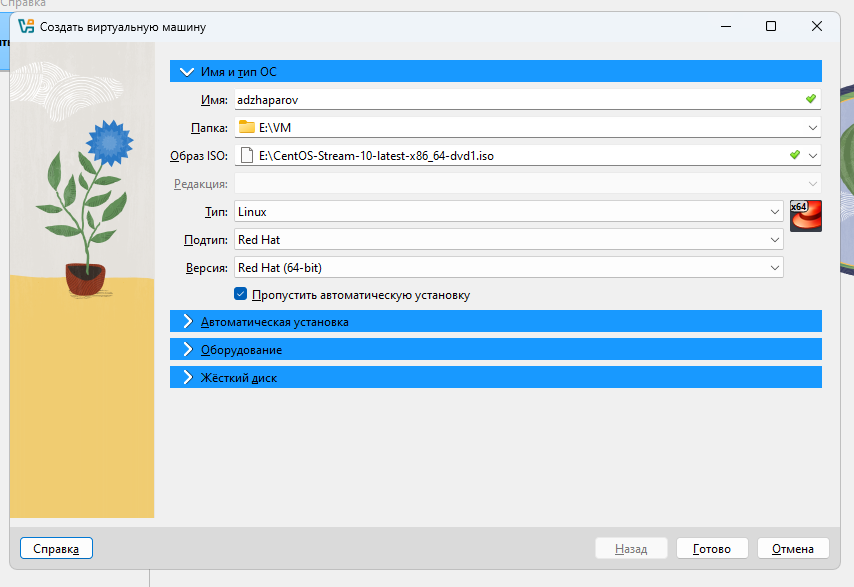 Справка
Создать виртуальную машину
Имя и тип ОС
Имя: adzhaparov
Папка: E:\VM
Образ ISO: E:\CentOS-Stream-10-latest-x86_64-dvd1.iso
Редакция:
Тип: Linux
x64
Подтип: Red Hat
Версия: Red Hat (64-bit)
Пропустить автоматическую установку
Автоматическая установка
Оборудование
Жёсткий диск
Справка
Назад
Готово
Отмена